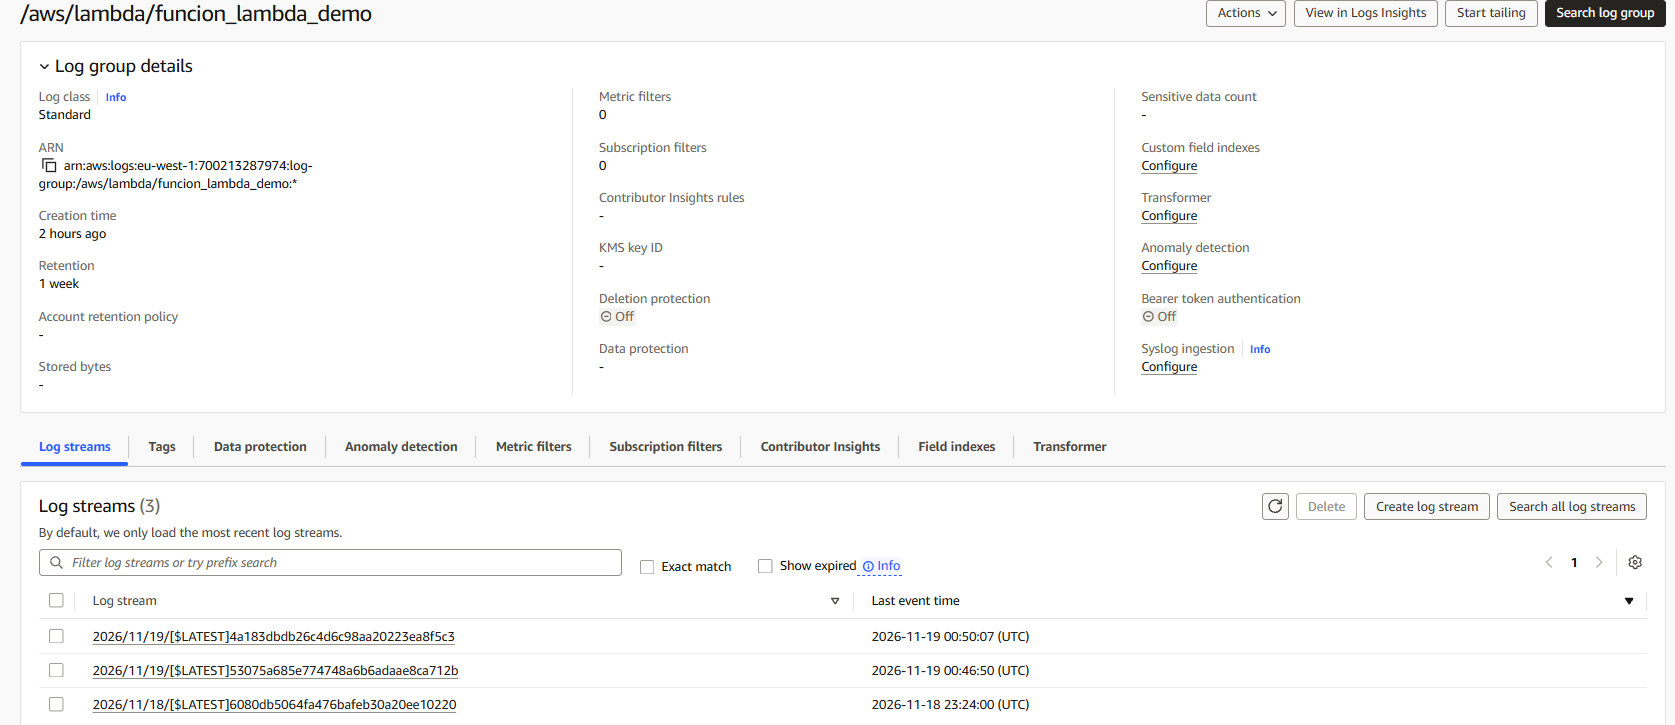 /aws/lambda/funcion_lambda_demo
Actions
View in Logs Insights
Start tailing
Search log group
Log group details
Log class
Info
Standard
ARN
arn:aws:logs:eu-west-1:700213287974:log-
group:/aws/lambda/funcion_lambda_demo:*
Creation time
2 hours ago
Retention
1 week
Account retention policy
-
Stored bytes
-
Metric filters
0
Subscription filters
0
Contributor Insights rules
-
KMS key ID
-
Deletion protection
Off
Data protection
-
Sensitive data count
-
Custom field indexes
Configure
Transformer
Configure
Anomaly detection
Configure
Bearer token authentication
Off
Syslog ingestion
Info
Configure
Log streams
Tags
Data protection
Anomaly detection
Metric filters
Subscription filters
Contributor Insights
Field indexes
Transformer
Log streams (3)
Delete
Create log stream
Search all log streams
By default, we only load the most recent log streams.
Filter log streams or try prefix search
Exact match
Show expired
Info
1
Log stream
Last event time
2026/11/19/[$LATEST]4a183dbdb26c4d6c98aa20223ea8f5c3
2026-11-19 00:50:07 (UTC)
2026/11/19/[$LATEST]53075a685e774748a6b6adaae8ca712b
2026-11-19 00:46:50 (UTC)
2026/11/18/[$LATEST]6080db5064fa476bafeb30a20ee10220
2026-11-18 23:24:00 (UTC)